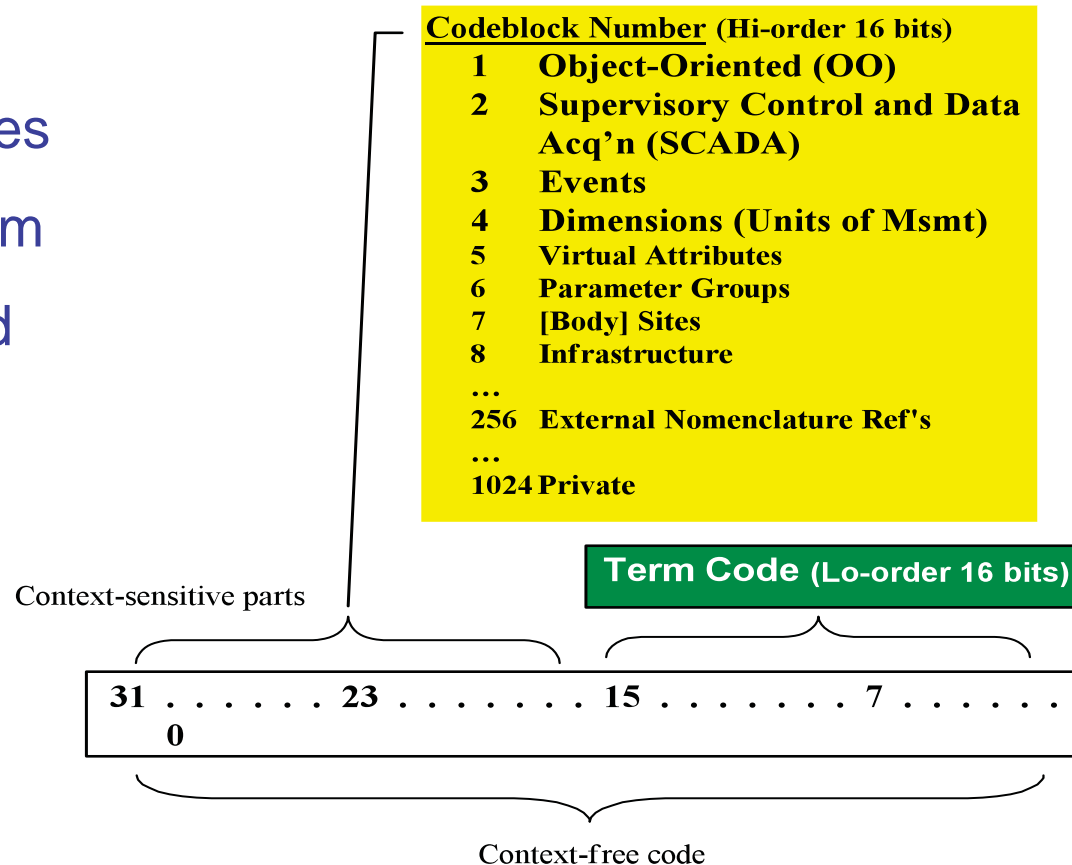 es
m
d
Codeblock Number (Hi-order 16 bits)
1 Object-Oriented (OO)
2 Supervisory Control and Data
Acq'n (SCADA)
3 Events
4 Dimensions (Units of Msmt)
5 Virtual Attributes
6 Parameter Groups
7 [Body] Sites
8 Infrastructure
…
256 External Nomenclature Ref's
…
1024 Private
Term Code (Lo-order 16 bits)
Context-sensitive parts
31 . . . . . . 23 . . . . . . . 15 . . . . . . . 7 . . . . . .
0
Context-free code